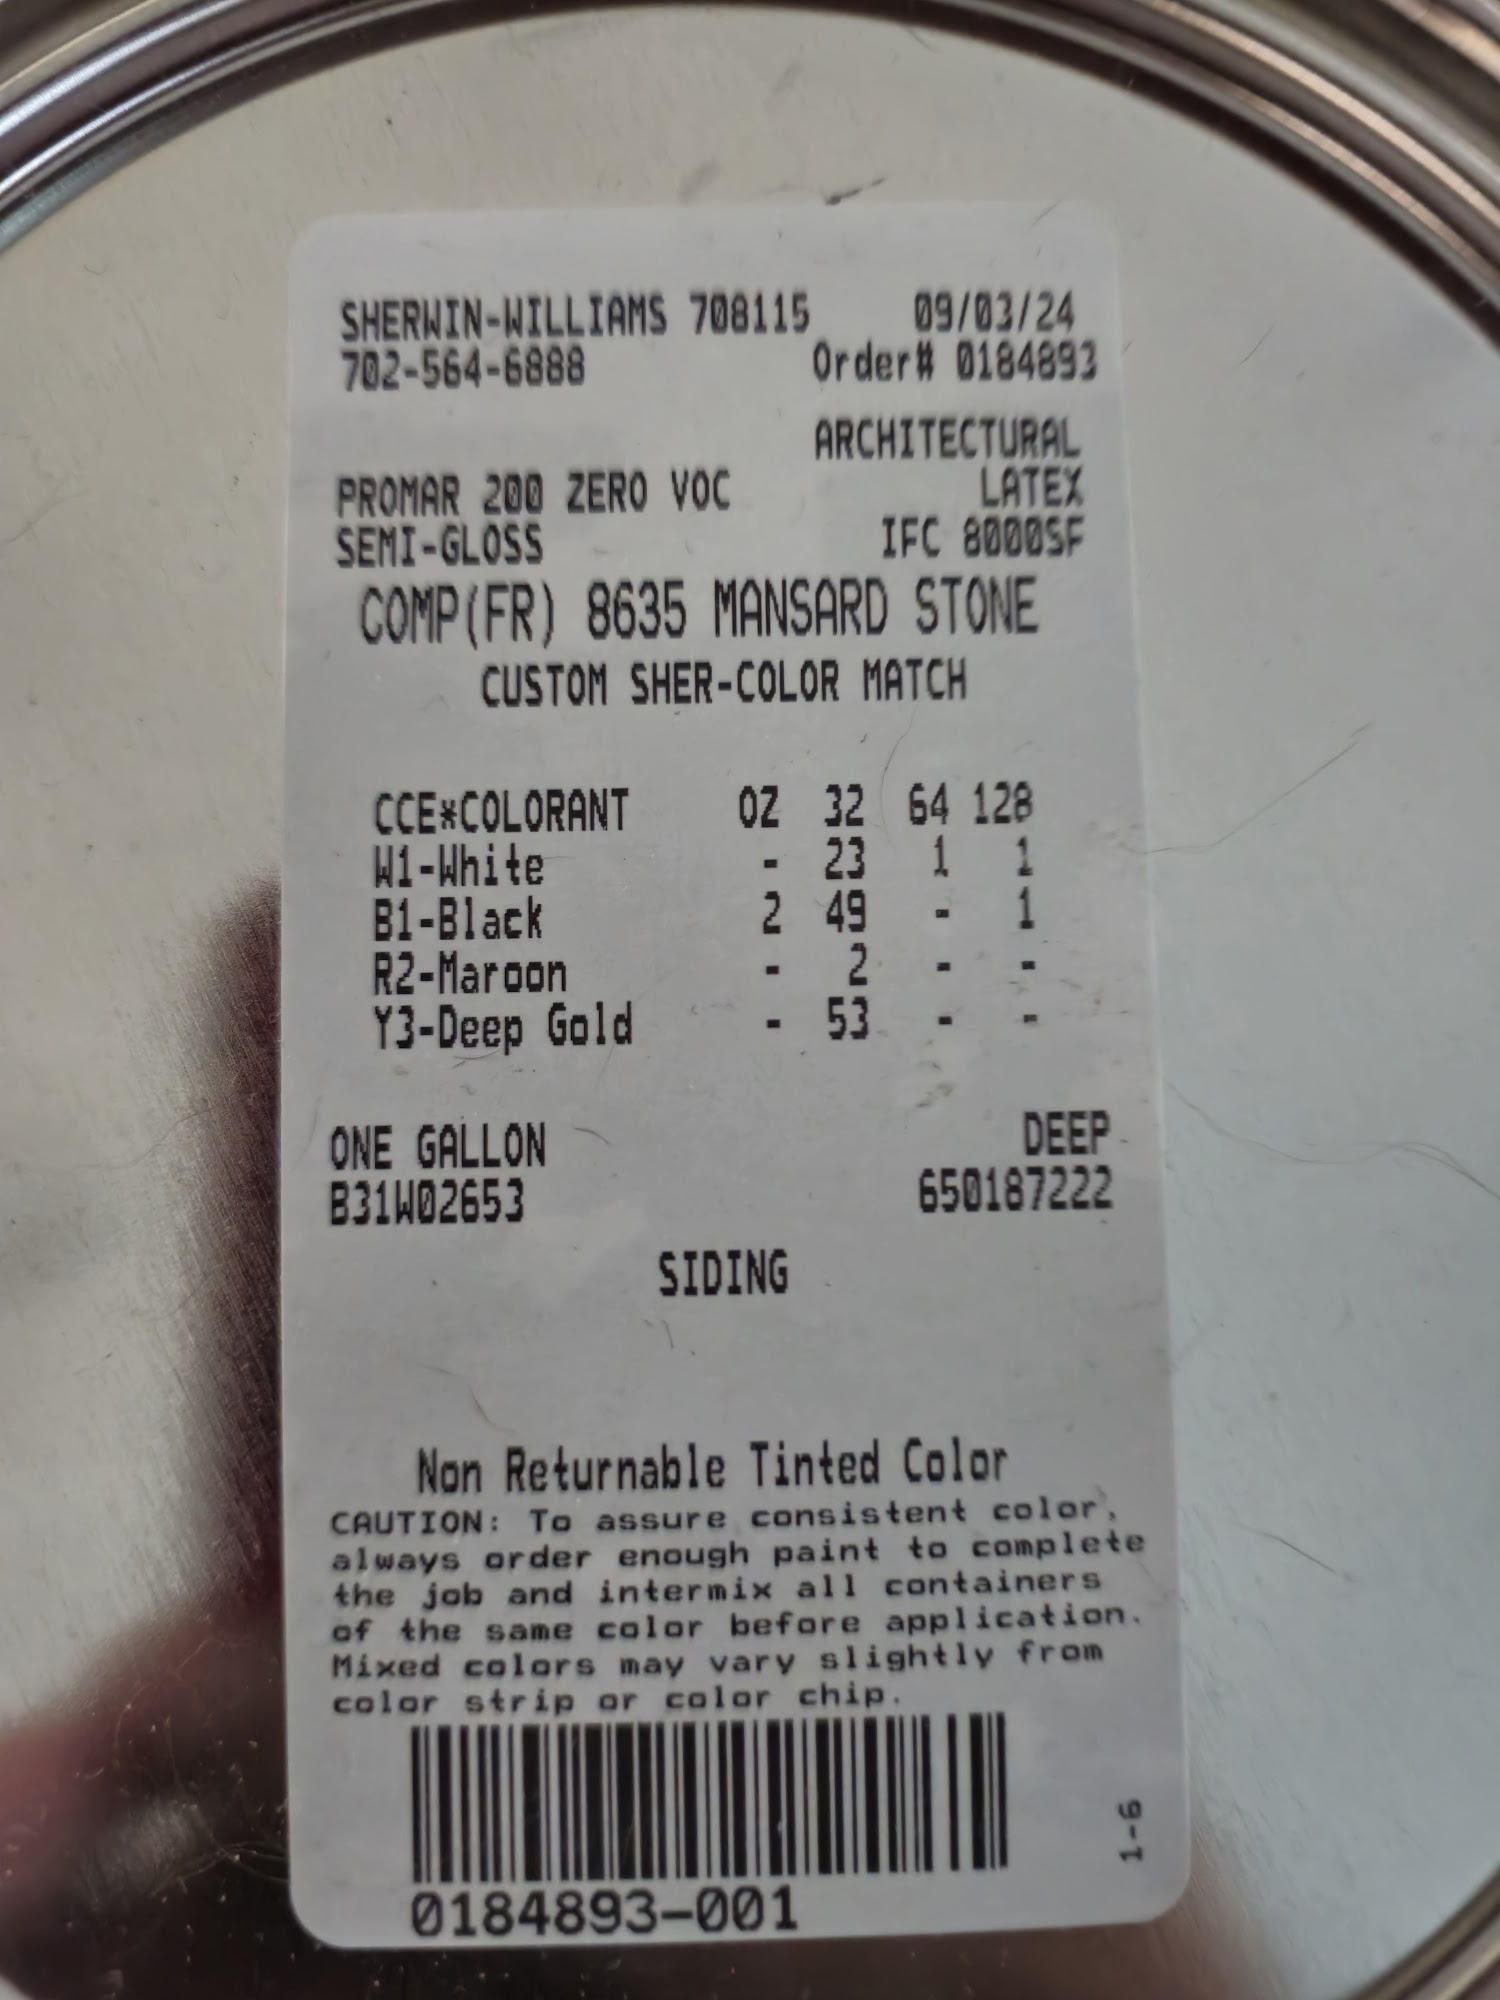 SHERWIN-WILLIAMS 708115 09/03/24
702-564-6888 Order# 0184893
ARCHITECTURAL
PROMAR 200 ZERO VOC LATEX
SEMI-GLOSS IFC 8000SF
COMP(FR) 8635 MANSARD STONE
CUSTOM SHER-COLOR MATCH
CCE*COLORANT OZ 32 64 128
W1-White - 23 1 1
B1-Black 2 49 - 1
R2-Maroon - 2 - -
Y3-Deep Gold - 53 - -
ONE GALLON DEEP
B31W02653 650187222
SIDING
Non Returnable Tinted Color
CAUTION: To assure consistent color,
always order enough paint to complete
the job and intermix all containers
of the same color before application.
Mixed colors may vary slightly from
color strip or color chip.
0184893-001
1-6